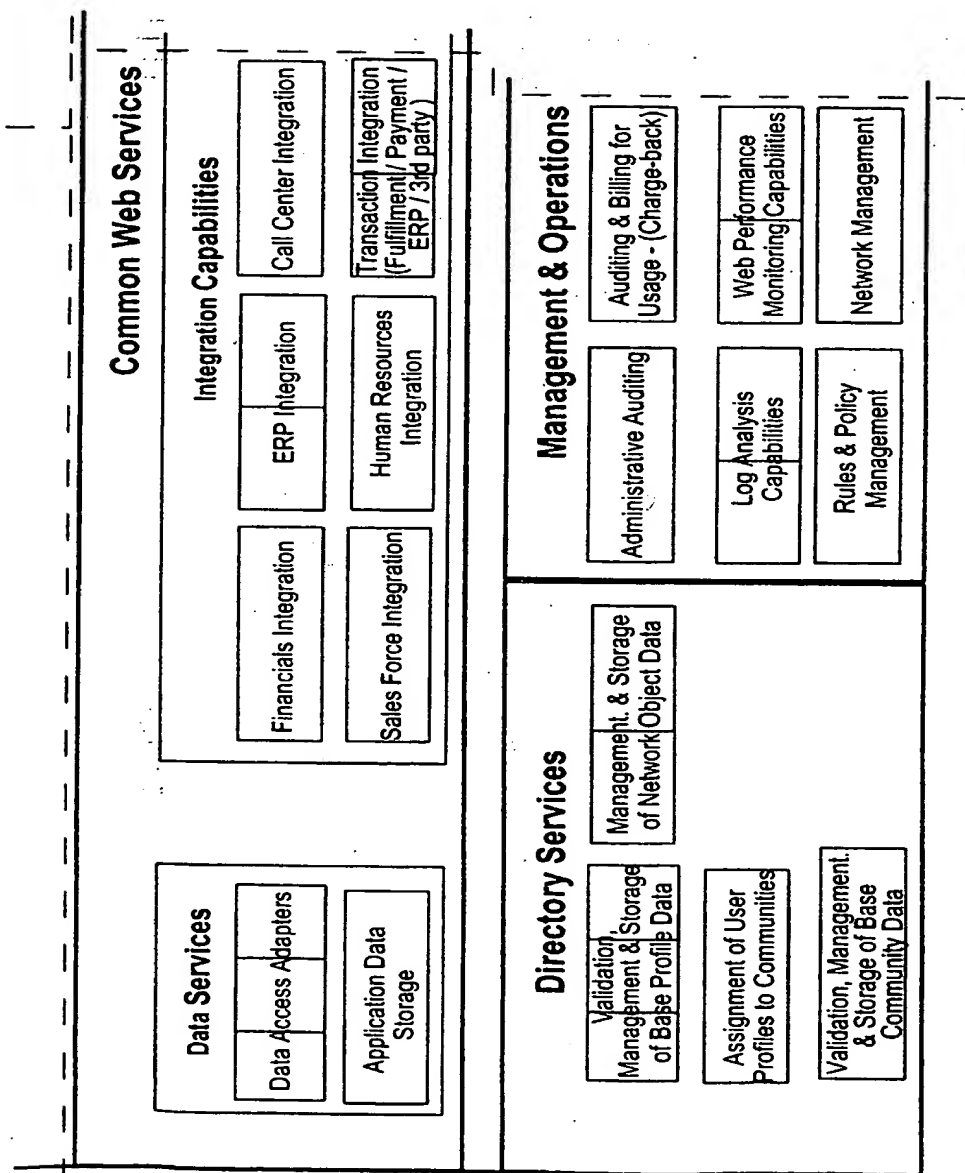 Common Web Services
Data Services
Data Access Adapters
Application Data
Storage
Integration Capabilities
Financials Integration
ERP Integration
Call Center Integration
Sales Force Integration
Human Resources
Integration
Transaction Integration
(Fulfillment / Payment /
ERP / 3rd party )
Directory Services
Validation,
Management & Storage
of Base Profile Data
Management. & Storage
of Network Object Data
Assignment of User
Profiles to Communities
Validation, Management.
& Storage of Base
Community Data
Management & Operations
Administrative Auditing
Auditing & Billing for
Usage - (Charge-back)
Log Analysis
Capabilities
Web Performance
Monitoring Capabilities
Rules & Policy
Management
Network Management